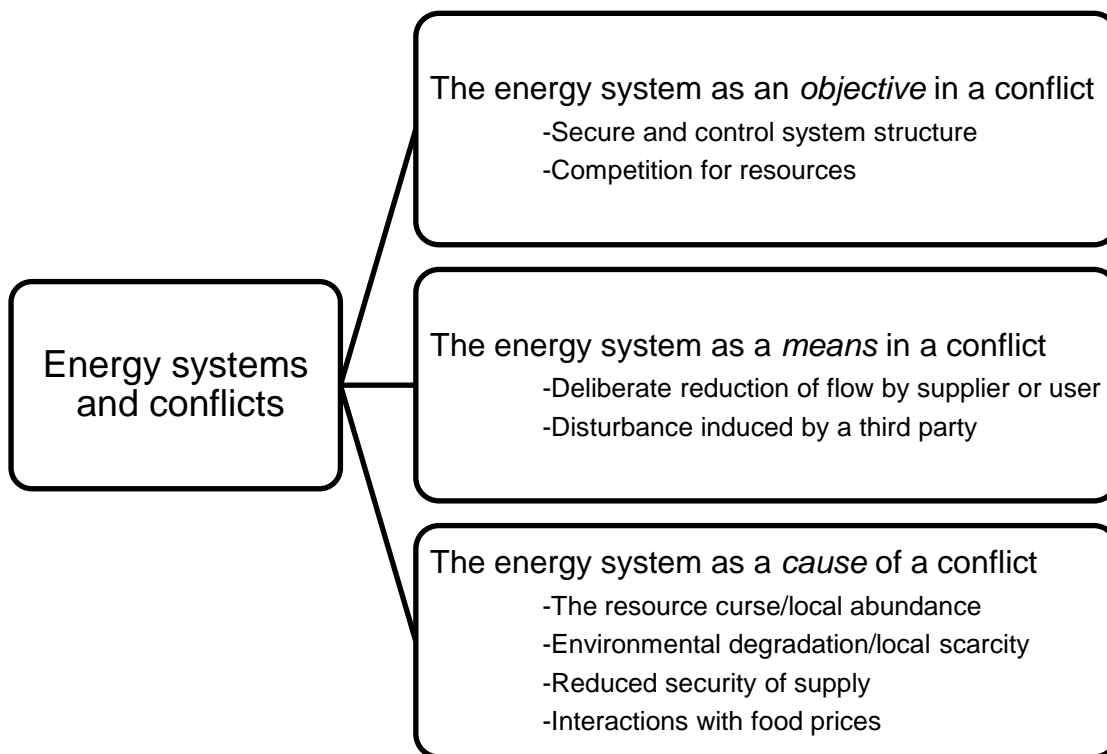 Energy systems
and conflicts
The energy system as an objective in a conflict
-Secure and control system structure
-Competition for resources
The energy system as a means in a conflict
-Deliberate reduction of flow by supplier or user
-Disturbance induced by a third party
The energy system as a cause of a conflict
-The resource curse/local abundance
-Environmental degradation/local scarcity
-Reduced security of supply
-Interactions with food prices